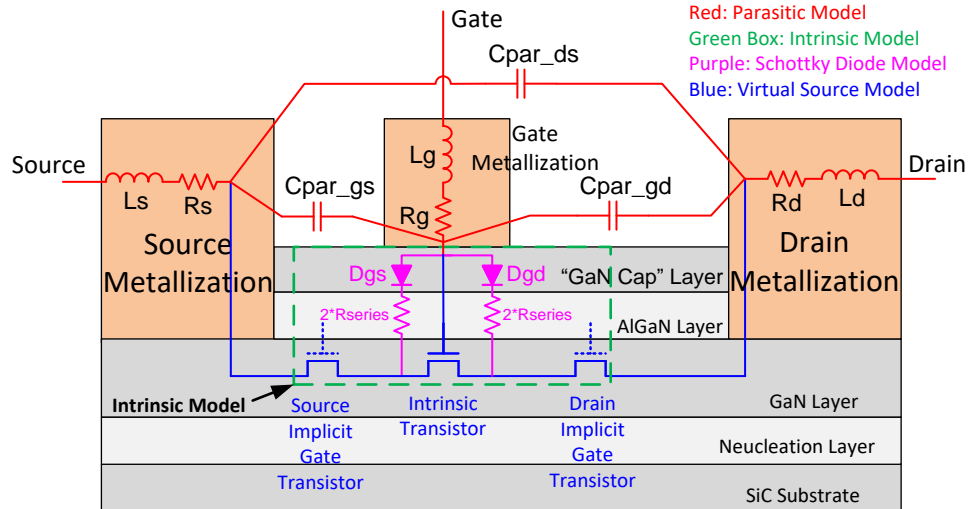 Gate
Red: Parasitic Model
Green Box: Intrinsic Model
Purple: Schottky Diode Model
Blue: Virtual Source Model
Cpar_ds
Source
Ls
Rs
Cpar_gs
Lg
Gate
Metallization
Rg
Cpar_gd
Drain
Rd
Ld
Source
Metallization
Drain
Metallization
Dgs
Dgd
"GaN Cap" Layer
2*Rseries
2*Rseries
AlGaN Layer
Intrinsic Model
Source
Implicit
Gate
Transistor
Intrinsic
Transistor
Drain
Implicit
Gate
Transistor
GaN Layer
Neucleation Layer
SiC Substrate